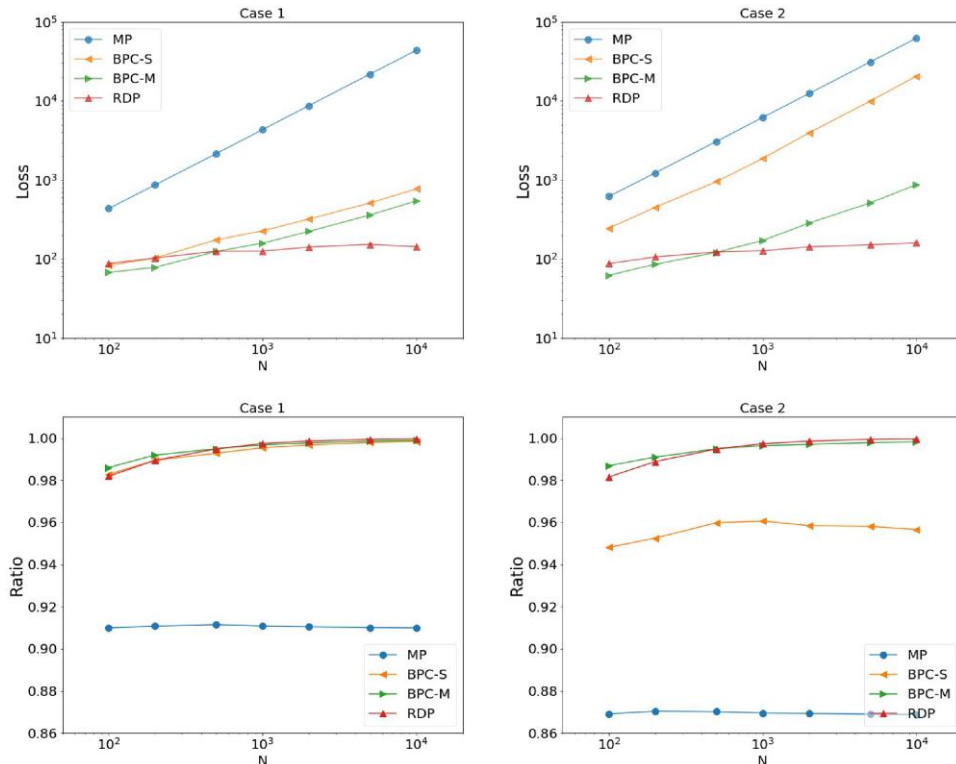 Case 1
10^5
10^4
10^3
10^2
10^1
Loss
MP
BPC-S
BPC-M
RDP
10^2
10^3
10^4
N
Case 2
10^5
10^4
10^3
10^2
10^1
Loss
MP
BPC-S
BPC-M
RDP
10^2
10^3
10^4
N
Case 1
1.00
0.98
0.96
0.94
0.92
0.90
0.88
0.86
Ratio
MP
BPC-S
BPC-M
RDP
10^2
10^3
10^4
N
Case 2
1.00
0.98
0.96
0.94
0.92
0.90
0.88
0.86
Ratio
MP
BPC-S
BPC-M
RDP
10^2
10^3
10^4
N